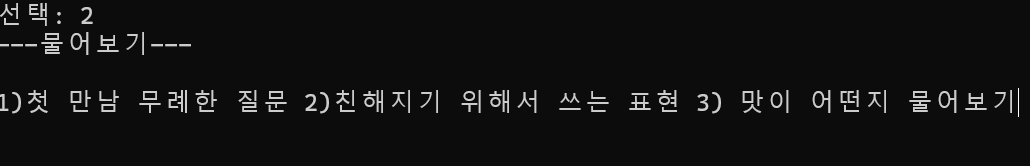 선택: 2
---물어보기---
1)첫 만남 무례한 질문 2)친해지기 위해서 쓰는 표현 3) 맛이 어떤지 물어보기